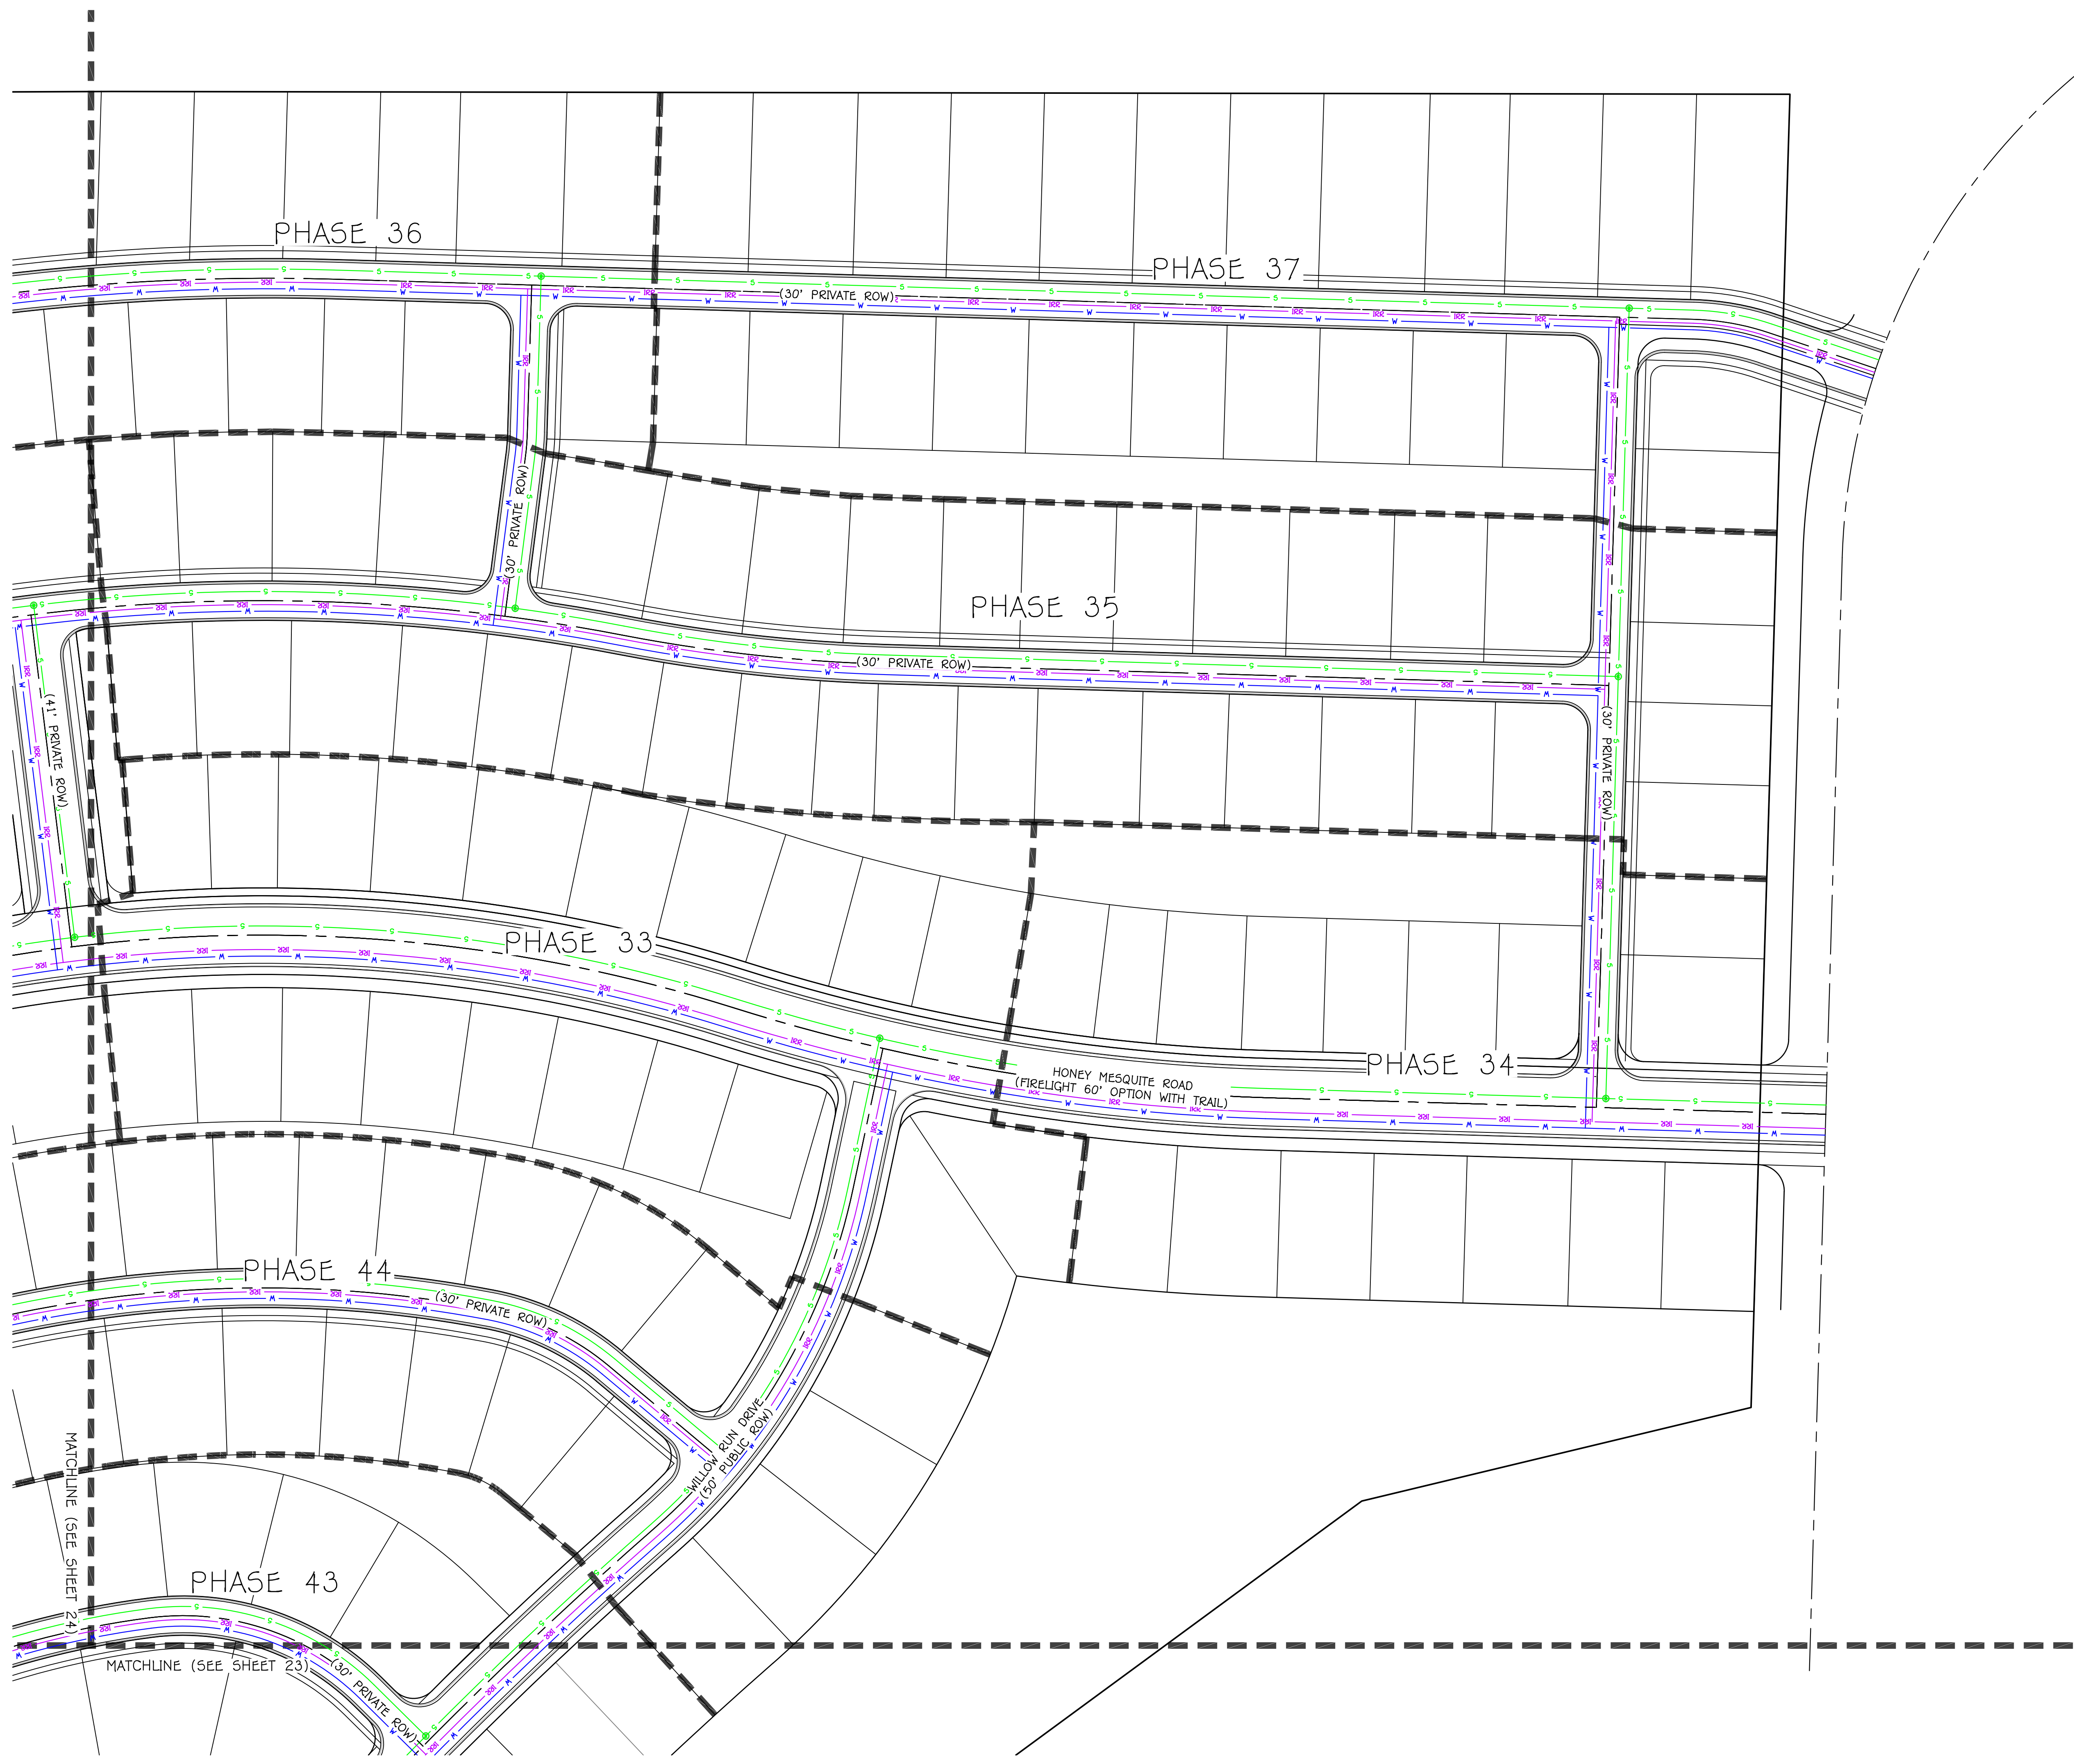 PHASE 36
PHASE 37
(30' PRIVATE ROW)
(30' PRIVATE ROW)
PHASE 35
(30' PRIVATE ROW)
(41' PRIVATE ROW)
(30' PRIVATE ROW)
PHASE 33
PHASE 34
HONEY MESQUITE ROAD
(FIRELIGHT 60' OPTION WITH TRAIL)
PHASE 44
(30' PRIVATE ROW)
WILLOW RUN DRIVE
(50' PUBLIC ROW)
MATCHLINE (SEE SHEET 24)
PHASE 43
MATCHLINE (SEE SHEET 23)
(30' PRIVATE ROW)